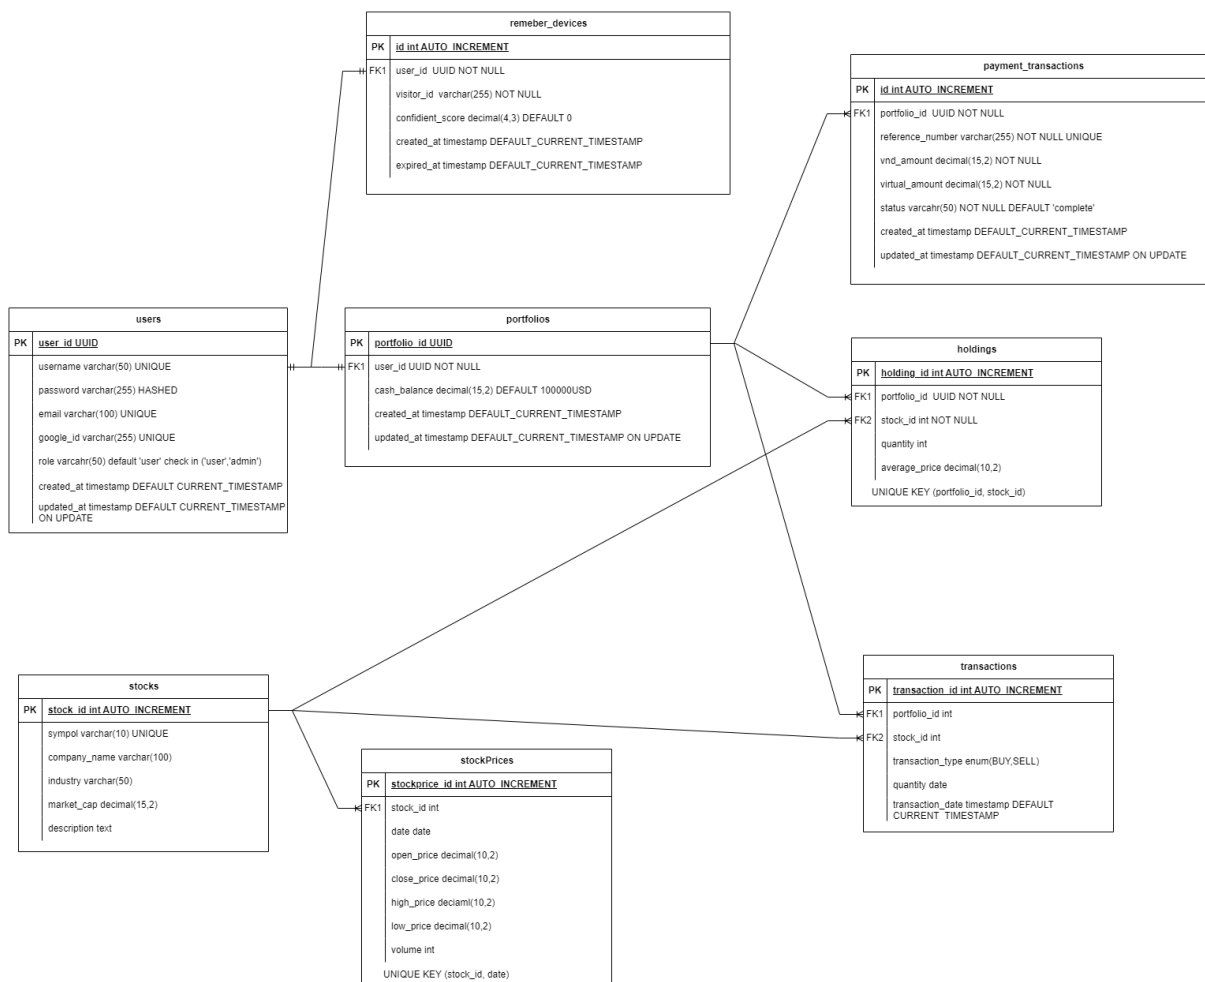 remeber_devices
PK id int AUTO_INCREMENT
FK1 user_id UUID NOT NULL
visitor_id varchar(255) NOT NULL
confidient_score decimal(4,3) DEFAULT 0
created_at timestamp DEFAULT_CURRENT_TIMESTAMP
expired_at timestamp DEFAULT_CURRENT_TIMESTAMP
payment_transactions
PK id int AUTO_INCREMENT
FK1 portfolio_id UUID NOT NULL
reference_number varchar(255) NOT NULL UNIQUE
vnd_amount decimal(15,2) NOT NULL
virtual_amount decimal(15,2) NOT NULL
status varcahr(50) NOT NULL DEFAULT 'complete'
created_at timestamp DEFAULT_CURRENT_TIMESTAMP
updated_at timestamp DEFAULT_CURRENT_TIMESTAMP ON UPDATE
users
PK user_id UUID
username varchar(50) UNIQUE
password varchar(255) HASHED
email varchar(100) UNIQUE
google_id varchar(255) UNIQUE
role varcahr(50) default 'user' check in ('user','admin')
created_at timestamp DEFAULT CURRENT_TIMESTAMP
updated_at timestamp DEFAULT CURRENT_TIMESTAMP
ON UPDATE
portfolios
PK portfolio_id UUID
FK1 user_id UUID NOT NULL
cash_balance decimal(15,2) DEFAULT 100000USD
created_at timestamp DEFAULT_CURRENT_TIMESTAMP
updated_at timestamp DEFAULT_CURRENT_TIMESTAMP ON UPDATE
holdings
PK holding_id int AUTO_INCREMENT
FK1 portfolio_id UUID NOT NULL
FK2 stock_id int NOT NULL
quantity int
average_price decimal(10,2)
UNIQUE KEY (portfolio_id, stock_id)
stocks
PK stock_id int AUTO_INCREMENT
sympol varchar(10) UNIQUE
company_name varchar(100)
industry varchar(50)
market_cap decimal(15,2)
description text
stockPrices
PK stockprice_id int AUTO_INCREMENT
FK1 stock_id int
date date
open_price decimal(10,2)
close_price decimal(10,2)
high_price deciaml(10,2)
low_price decimal(10,2)
volume int
UNIQUE KEY (stock_id, date)
transactions
PK transaction_id int AUTO_INCREMENT
FK1 portfolio_id int
FK2 stock_id int
transaction_type enum(BUY,SELL)
quantity date
transaction_date timestamp DEFAULT
CURRENT_TIMESTAMP